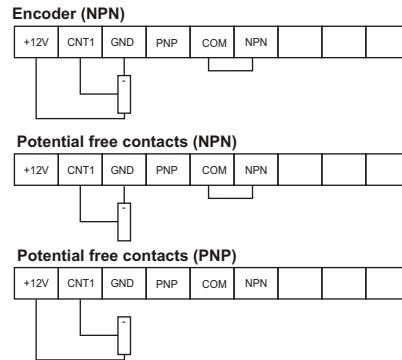 Encoder (NPN)
+12V CNT1 GND PNP COM NPN
-
Potential free contacts (NPN)
+12V CNT1 GND PNP COM NPN
-
Potential free contacts (PNP)
+12V CNT1 GND PNP COM NPN
-